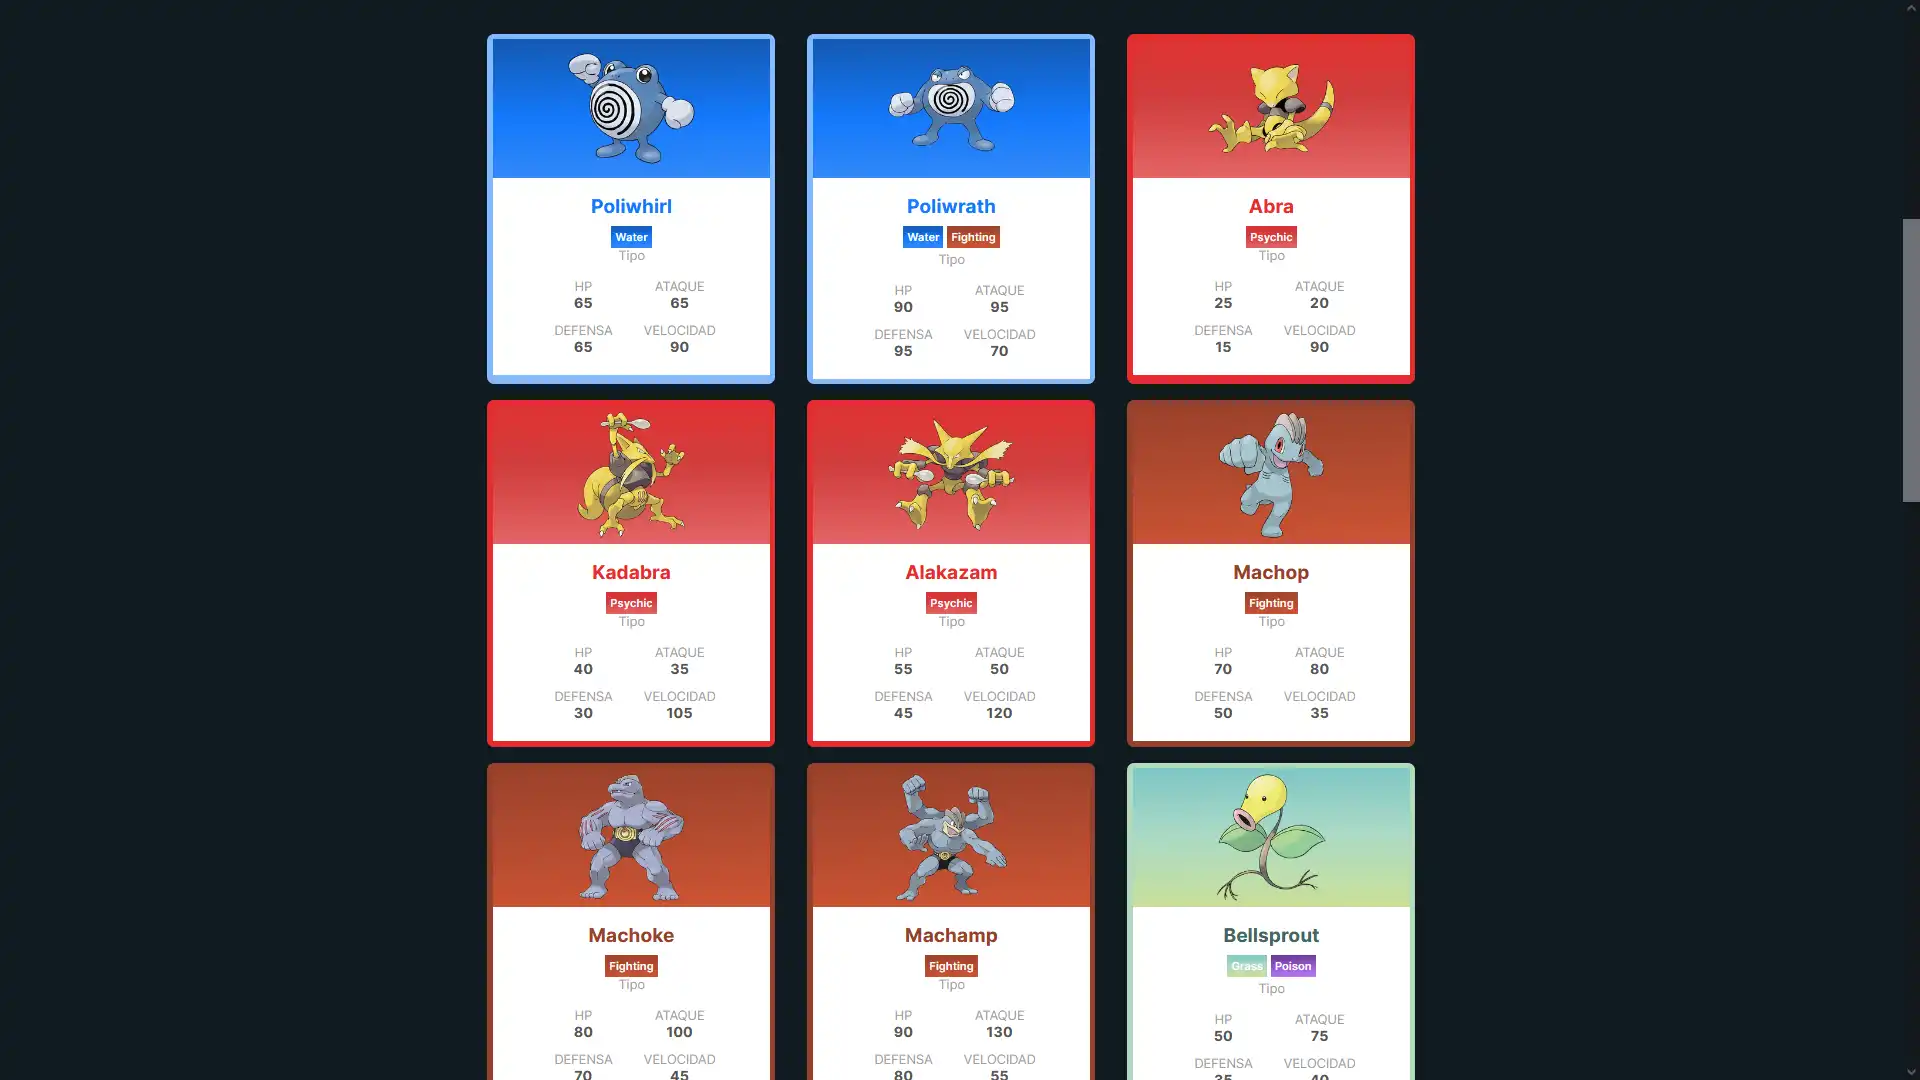 Poliwhirl
Water
Tipo
HP ATAQUE
65 65
DEFENSA VELOCIDAD
65 90
Poliwrath
Water Fighting
Tipo
HP ATAQUE
90 95
DEFENSA VELOCIDAD
95 70
Abra
Psychic
Tipo
HP ATAQUE
25 20
DEFENSA VELOCIDAD
15 90
Kadabra
Psychic
Tipo
HP ATAQUE
40 35
DEFENSA VELOCIDAD
30 105
Alakazam
Psychic
Tipo
HP ATAQUE
55 50
DEFENSA VELOCIDAD
45 120
Machop
Fighting
Tipo
HP ATAQUE
70 80
DEFENSA VELOCIDAD
50 35
Machoke
Fighting
Tipo
HP ATAQUE
80 100
DEFENSA VELOCIDAD
70 45
Machamp
Fighting
Tipo
HP ATAQUE
90 130
DEFENSA VELOCIDAD
80 55
Bellsprout
Grass Poison
Tipo
HP ATAQUE
50 75
DEFENSA VELOCIDAD
35 40